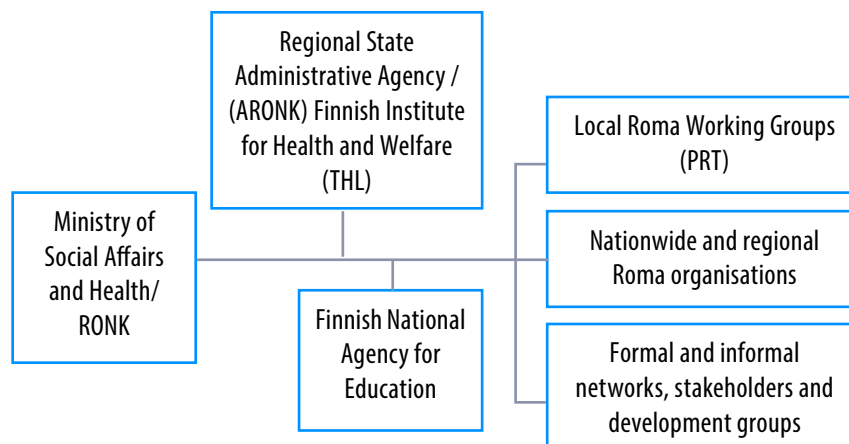 Regional State
Administrative Agency /
(ARONK) Finnish Institute
for Health and Welfare
(THL)
Local Roma Working Groups
(PRT)
Ministry of
Social Affairs
and Health/
RONK
Nationwide and regional
Roma organisations
Finnish National
Agency for
Education
Formal and informal
networks, stakeholders and
development groups